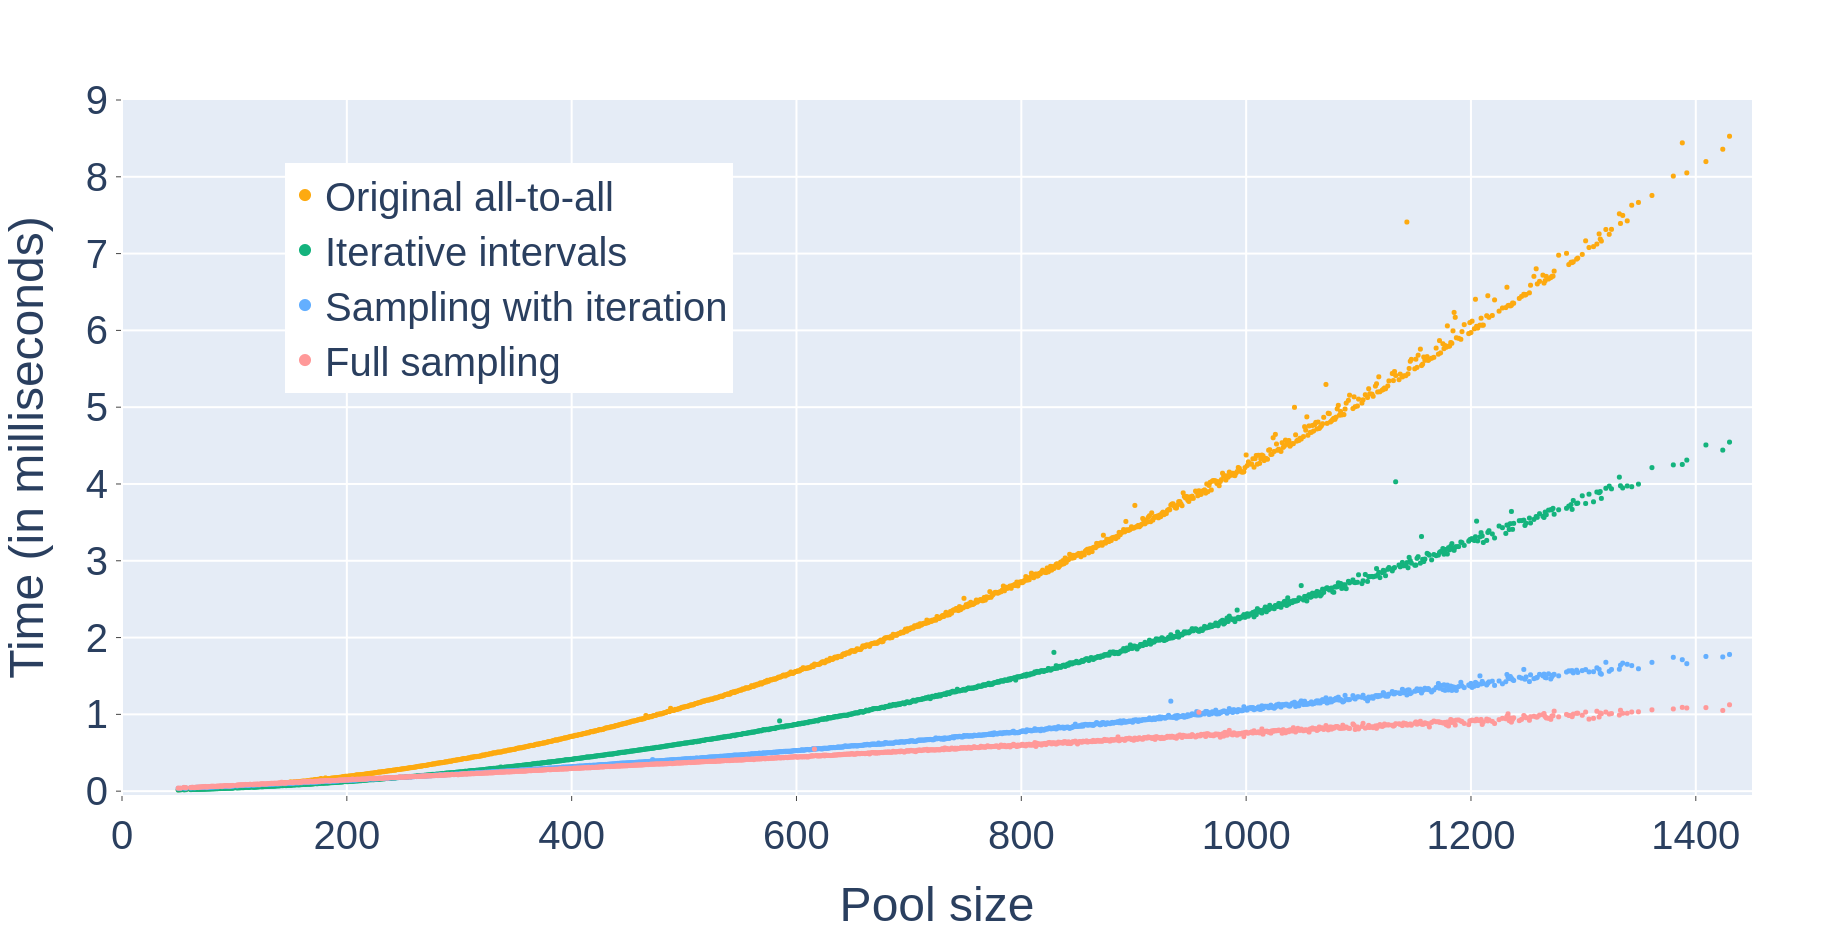 9
8
7
6
5
4
3
2
1
0
Time (in milliseconds)
Original all-to-all
Iterative intervals
Sampling with iteration
Full sampling
0 200 400 600 800 1000 1200 1400
Pool size